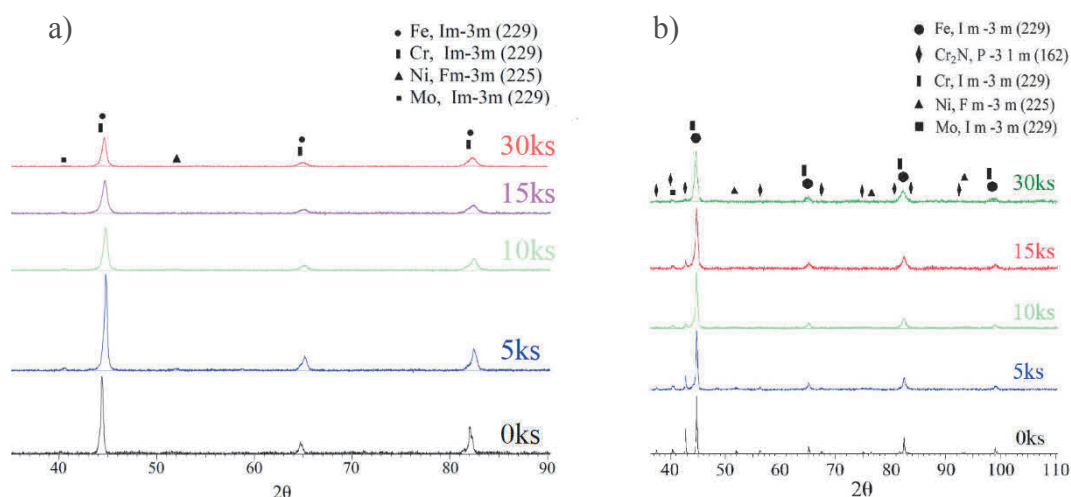 a)
Fe, Im-3m (229)
Cr, Im-3m (229)
Ni, Fm-3m (225)
Mo, Im-3m (229)
30ks
15ks
10ks
5ks
0ks
40 50 60 70 80 90
2θ
b)
Fe, I m -3 m (229)
Cr₂N, P -3 1 m (162)
Cr, I m -3 m (229)
Ni, F m -3 m (225)
Mo, I m -3 m (229)
30ks
15ks
10ks
5ks
0ks
40 50 60 70 80 90 100 110
2θ